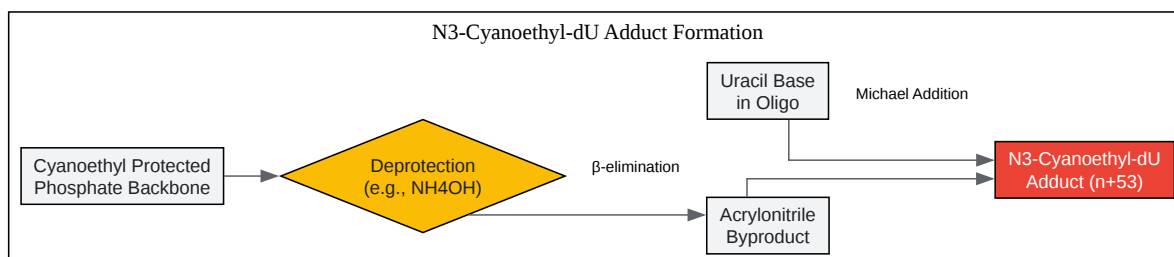 N3-Cyanoethyl-dU Adduct Formation
Uracil Base
in Oligo
Michael Addition
Cyanoethyl Protected
Phosphate Backbone
Deprotection
(e.g., NH4OH)
β-elimination
N3-Cyanoethyl-dU
Adduct (n+53)
Acrylonitrile
Byproduct